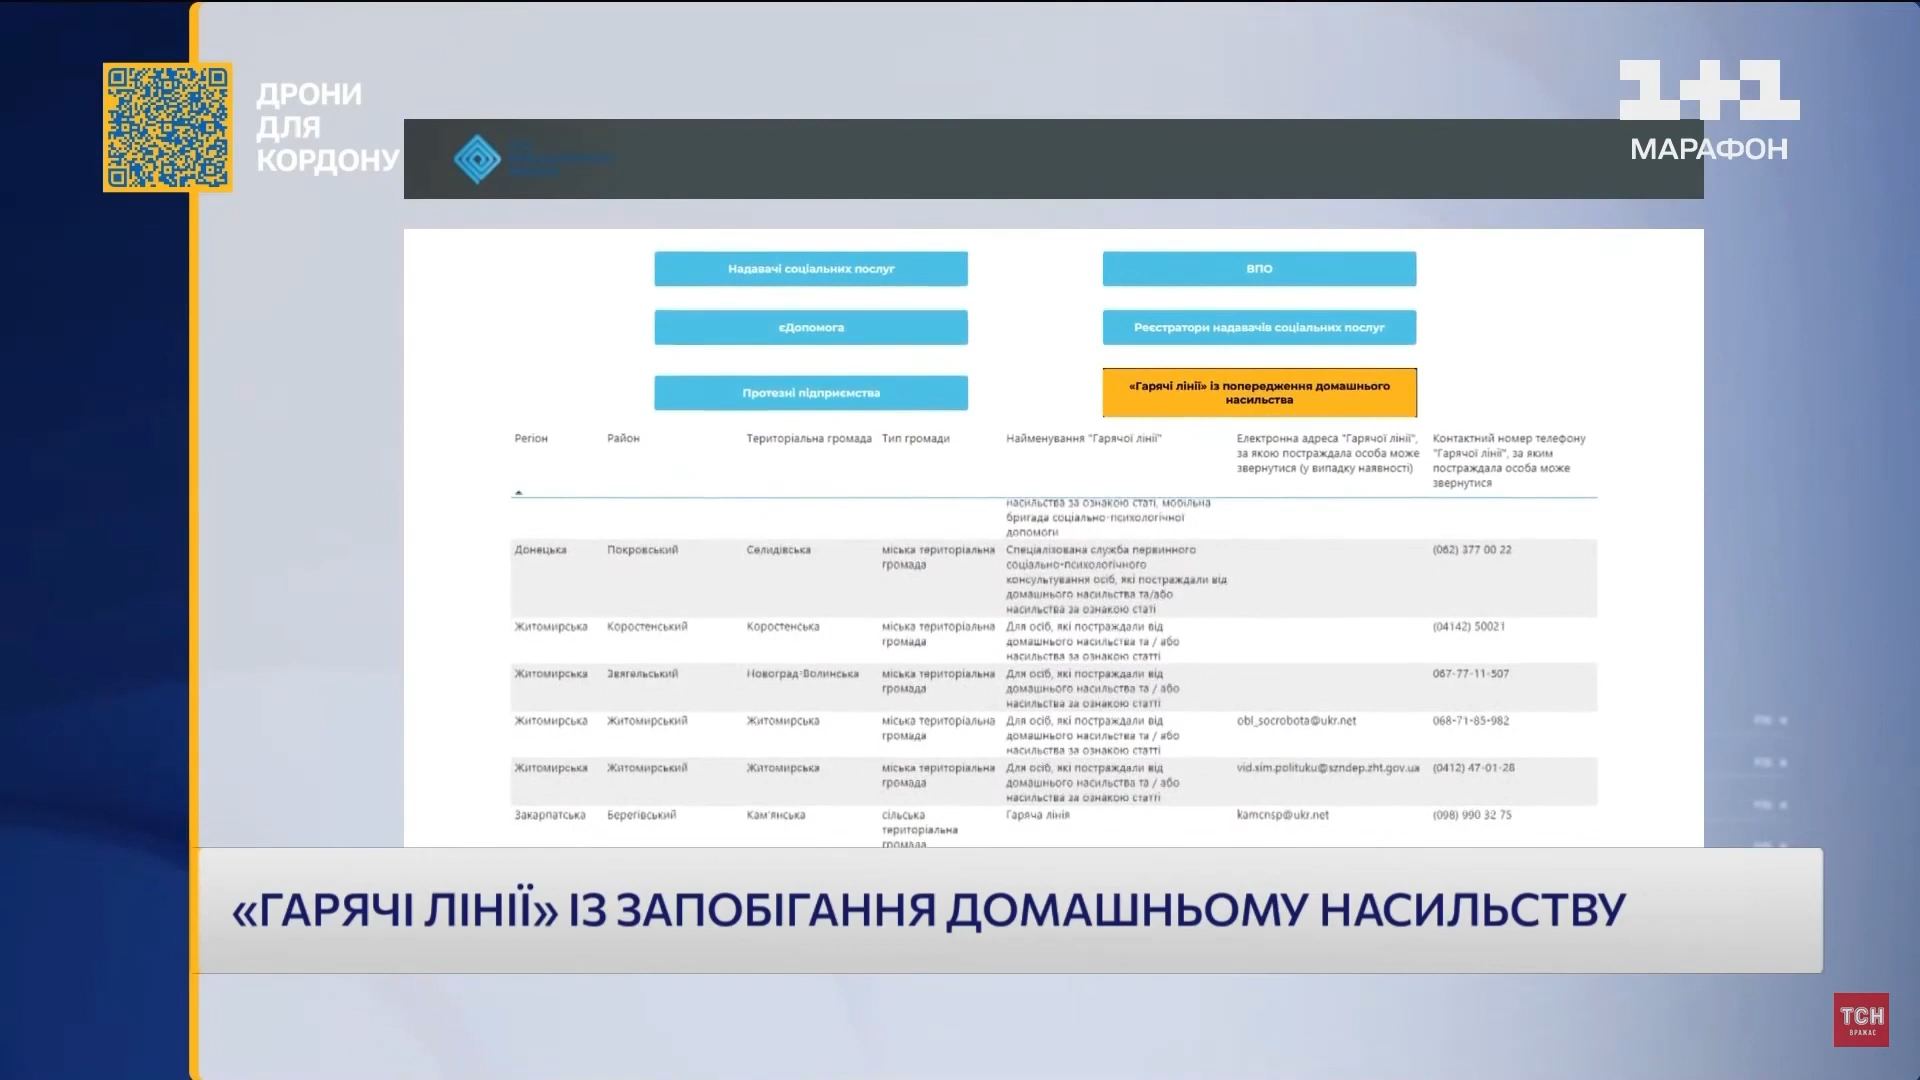 ДРОНИ
ДЛЯ
КОРДОНУ
1+1
МАРАФОН
Надавачі соціальних послуг
ВПО
єДопомога
Реєстратори надавачів соціальних послуг
Протезні підприємства
«Гарячі лінії» із попередження домашнього
насильства
Регіон
Район
Територіальна громада
Тип громади
Найменування "Гарячої лінії"
Електронна адреса "Гарячої лінії",
за якою постраждала особа може
звернутися (у випадку наявності)
Контактний номер телефону
"Гарячої лінії", за яким
постраждала особа може
звернутися
насильства за ознакою статі, мобільна
бригада соціально-психологічної
допомоги
Донецька
Покровський
Селидівська
міська територіальна
громада
Спеціалізована служба первинного
соціально-психологічного
консультування осіб, які постраждали від
домашнього насильства та/або
насильства за ознакою статі
(062) 377 00 22
Житомирська
Коростенський
Коростенська
міська територіальна
громада
Для осіб, які постраждали від
домашнього насильства та / або
насильства за ознакою статті
(04142) 50021
Житомирська
Звягельський
Новоград-Волинська
міська територіальна
громада
Для осіб, які постраждали від
домашнього насильства та / або
насильства за ознакою статті
067-77-11-507
Житомирська
Житомирський
Житомирська
міська територіальна
громада
Для осіб, які постраждали від
домашнього насильства та / або
насильства за ознакою статті
obl_socrobota@ukr.net
068-71-85-982
Житомирська
Житомирський
Житомирська
міська територіальна
громада
Для осіб, які постраждали від
домашнього насильства та / або
насильства за ознакою статті
vid.sim.polituku@szndep.zht.gov.ua
(0412) 47-01-28
Закарпатська
Берегівський
Кам'янська
сільська
територіальна
громада
Гаряча лінія
kamcnsp@ukr.net
(098) 990 32 75
«ГАРЯЧІ ЛІНІЇ» ІЗ ЗАПОБІГАННЯ ДОМАШНЬОМУ НАСИЛЬСТВУ
ТСН
ВРАЖАЄ